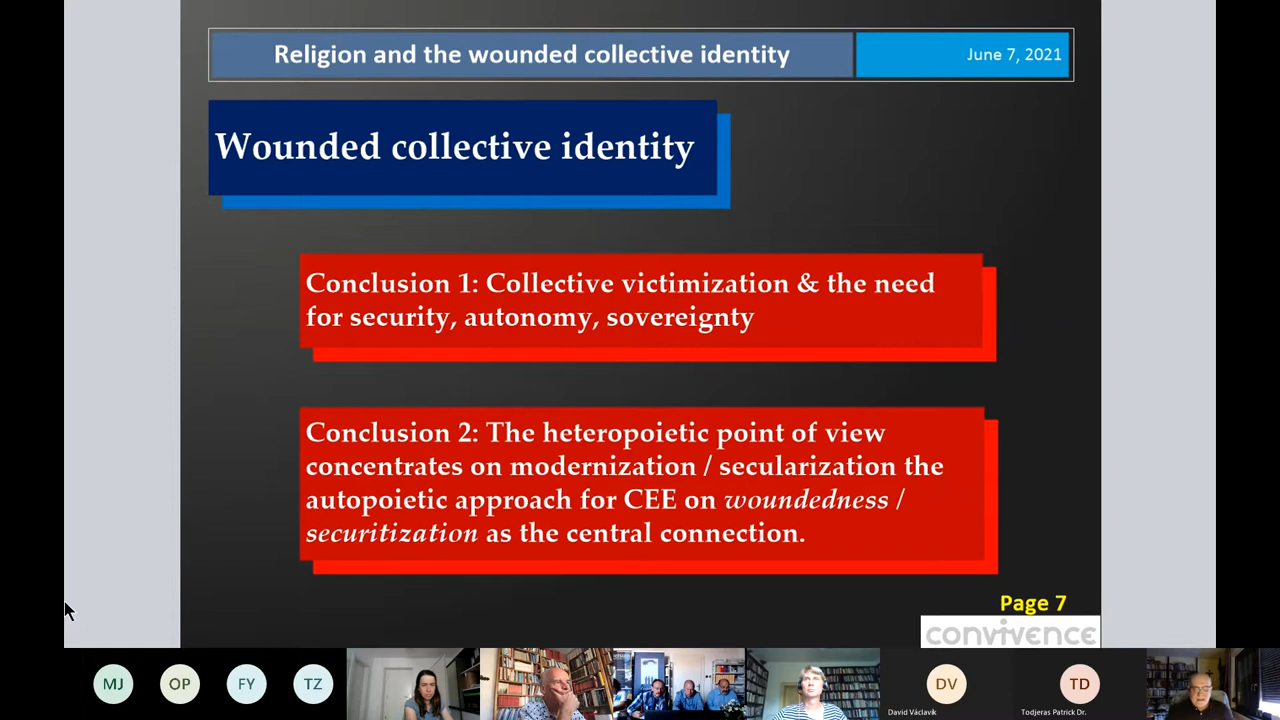 Religion and the wounded collective identity
June 7, 2021
Wounded collective identity
Conclusion 1: Collective victimization & the need
for security, autonomy, sovereignty
Conclusion 2: The heteropoietic point of view
concentrates on modernization / secularization the
autopoietic approach for CEE on woundedness /
securitization as the central connection.
Page 7
convivence
MJ
OP
FY
TZ
DV
TD
David Václavík
Todjeras Patrick Dr.